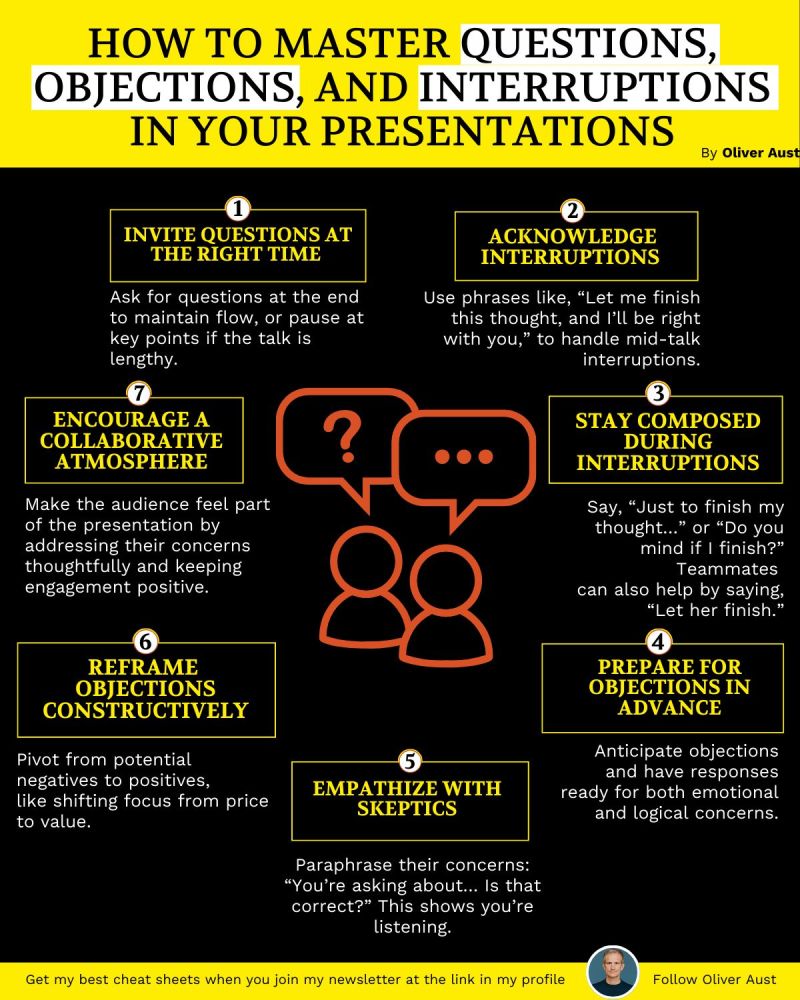 HOW TO MASTER QUESTIONS,
OBJECTIONS, AND INTERRUPTIONS
IN YOUR PRESENTATIONS
By Oliver Aust
1
INVITE QUESTIONS AT
THE RIGHT TIME
Ask for questions at the end
to maintain flow, or pause at
key points if the talk is
lengthy.
2
ACKNOWLEDGE
INTERRUPTIONS
Use phrases like, “Let me finish
this thought, and I’ll be right
with you,” to handle mid-talk
interruptions.
3
STAY COMPOSED
DURING
INTERRUPTIONS
Say, “Just to finish my
thought...” or “Do you
mind if I finish?”
Teammates
can also help by saying,
“Let her finish.”
4
PREPARE FOR
OBJECTIONS IN
ADVANCE
Anticipate objections
and have responses
ready for both emotional
and logical concerns.
5
EMPATHIZE WITH
SKEPTICS
Paraphrase their concerns:
“You’re asking about... Is that
correct?” This shows you’re
listening.
6
REFRAME
OBJECTIONS
CONSTRUCTIVELY
Pivot from potential
negatives to positives,
like shifting focus from price
to value.
7
ENCOURAGE A
COLLABORATIVE
ATMOSPHERE
Make the audience feel part
of the presentation by
addressing their concerns
thoughtfully and keeping
engagement positive.
?
...
Get my best cheat sheets when you join my newsletter at the link in my profile
Follow Oliver Aust